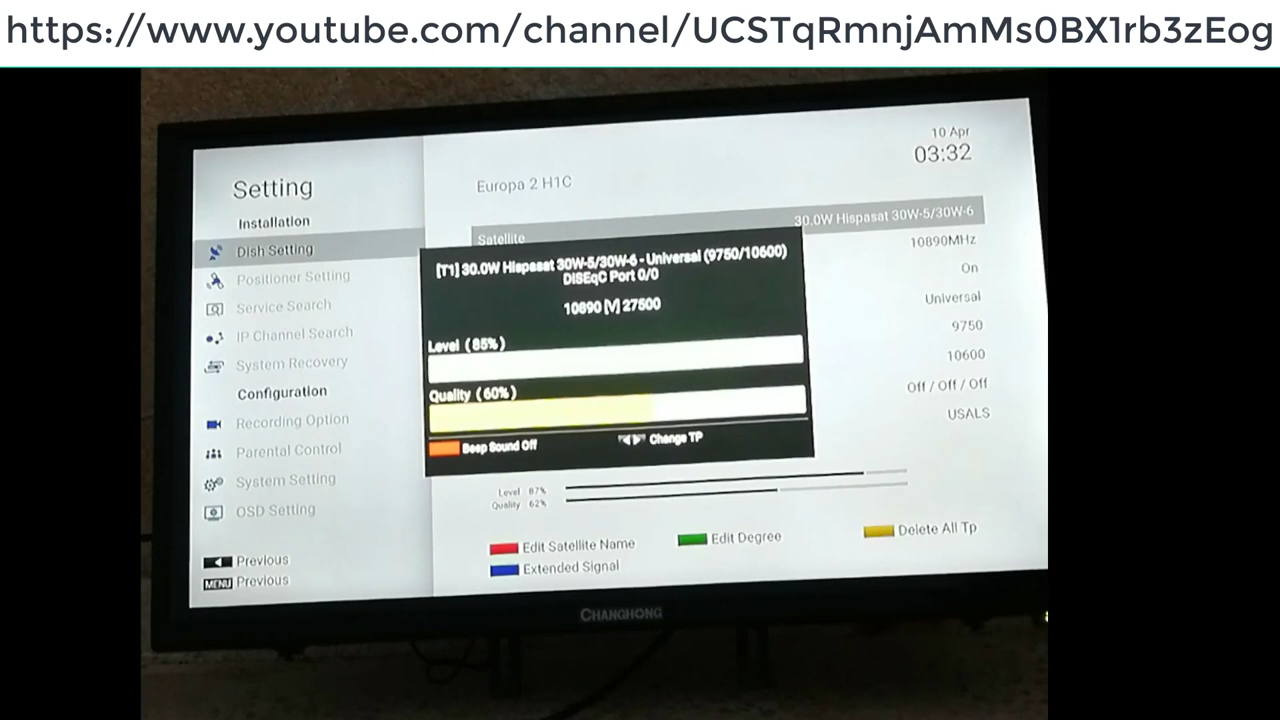 https://www.youtube.com/channel/UCSTqRmnjAmMs0BX1rb3zEog
10 Apr
03:32
Setting
Installation
Dish Setting
Positioner Setting
Service Search
IP Channel Search
System Recovery
Configuration
Recording Option
Parental Control
System Setting
OSD Setting
Previous
MENU Previous
Europa 2 H1C
Satellite 30.0W Hispasat 30W-5/30W-6
10890MHz
On
Universal
9750
10600
Off / Off / Off
USALS
[T1] 30.0W Hispasat 30W-5/30W-6 - Universal (9750/10600)
DiSEqC Port 0/0
10890 [V] 27500
Level (85%)
Quality (60%)
Beep Sound Off
Change TP
Level 87%
Quality 62%
Edit Satellite Name
Edit Degree
Delete All Tp
Extended Signal
CHANGHONG